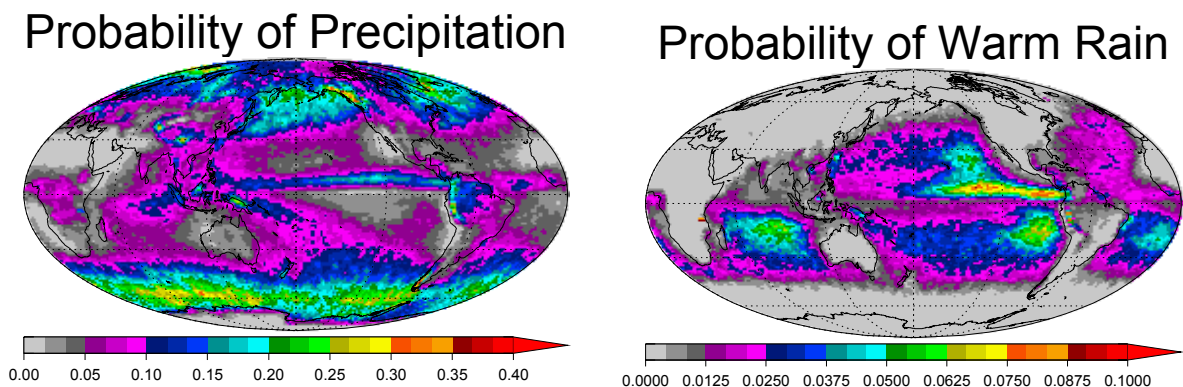 Probability of Precipitation
0.00 0.05 0.10 0.15 0.20 0.25 0.30 0.35 0.40
Probability of Warm Rain
0.0000 0.0125 0.0250 0.0375 0.0500 0.0625 0.0750 0.0875 0.1000